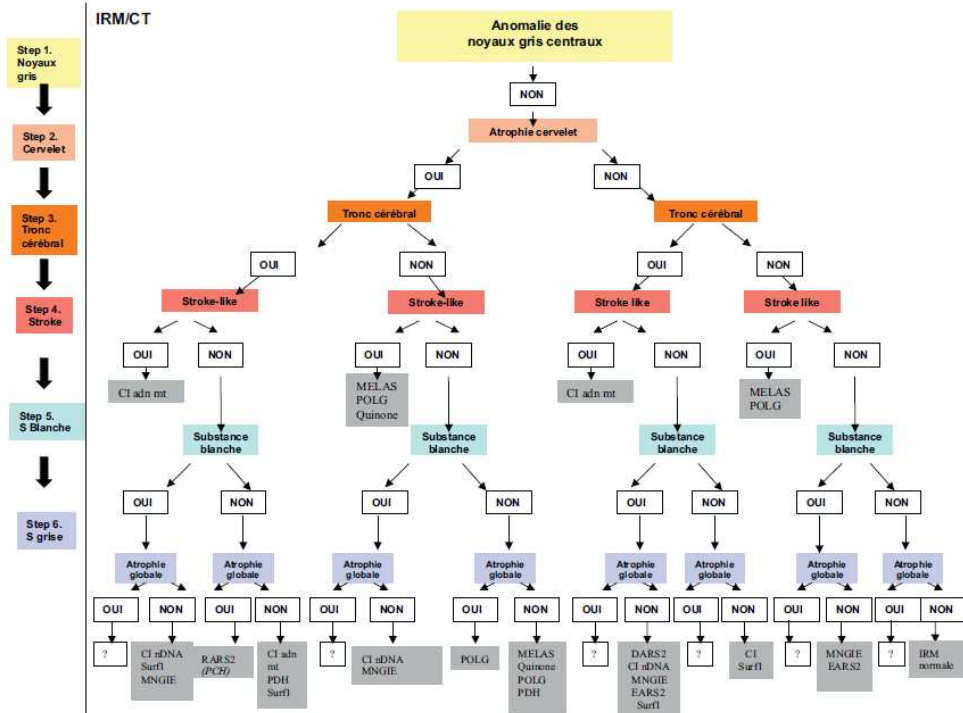 IRM/CT
Step 1.
Noyaux
gris
Step 2.
Cervelet
Step 3.
Tronc
cérébral
Step 4.
Stroke
Step 5.
S Blanche
Step 6.
S grise
Anomalie des
noyaux gris centraux
NON
Atrophie cervelet
OUI
NON
Tronc cérébral
Tronc cérébral
OUI
NON
OUI
NON
Stroke-like
Stroke-like
Stroke like
Stroke like
OUI
NON
OUI
NON
OUI
NON
OUI
NON
CI adn mt
MELAS
POLG
Quinone
CI adn mt
MELAS
POLG
Substance
blanche
Substance
blanche
Substance
blanche
Substance
blanche
OUI
NON
OUI
NON
OUI
NON
OUI
NON
Atrophie
globale
Atrophie
globale
Atrophie
globale
Atrophie
globale
Atrophie
globale
Atrophie
globale
Atrophie
globale
Atrophie
globale
OUI
NON
OUI
NON
OUI
NON
OUI
NON
OUI
NON
OUI
NON
OUI
NON
OUI
NON
?
CI nDNA
Surf1
MNGIE
RARS2
(PCH)
CI adn
mt
PDH
Surf1
?
CI nDNA
MNGIE
POLG
MELAS
Quinone
POLG
PDH
?
DARS2
CI nDNA
MNGIE
EARS2
Surf1
?
CI
Surf1
?
MNGIE
EARS2
?
IRM
normale